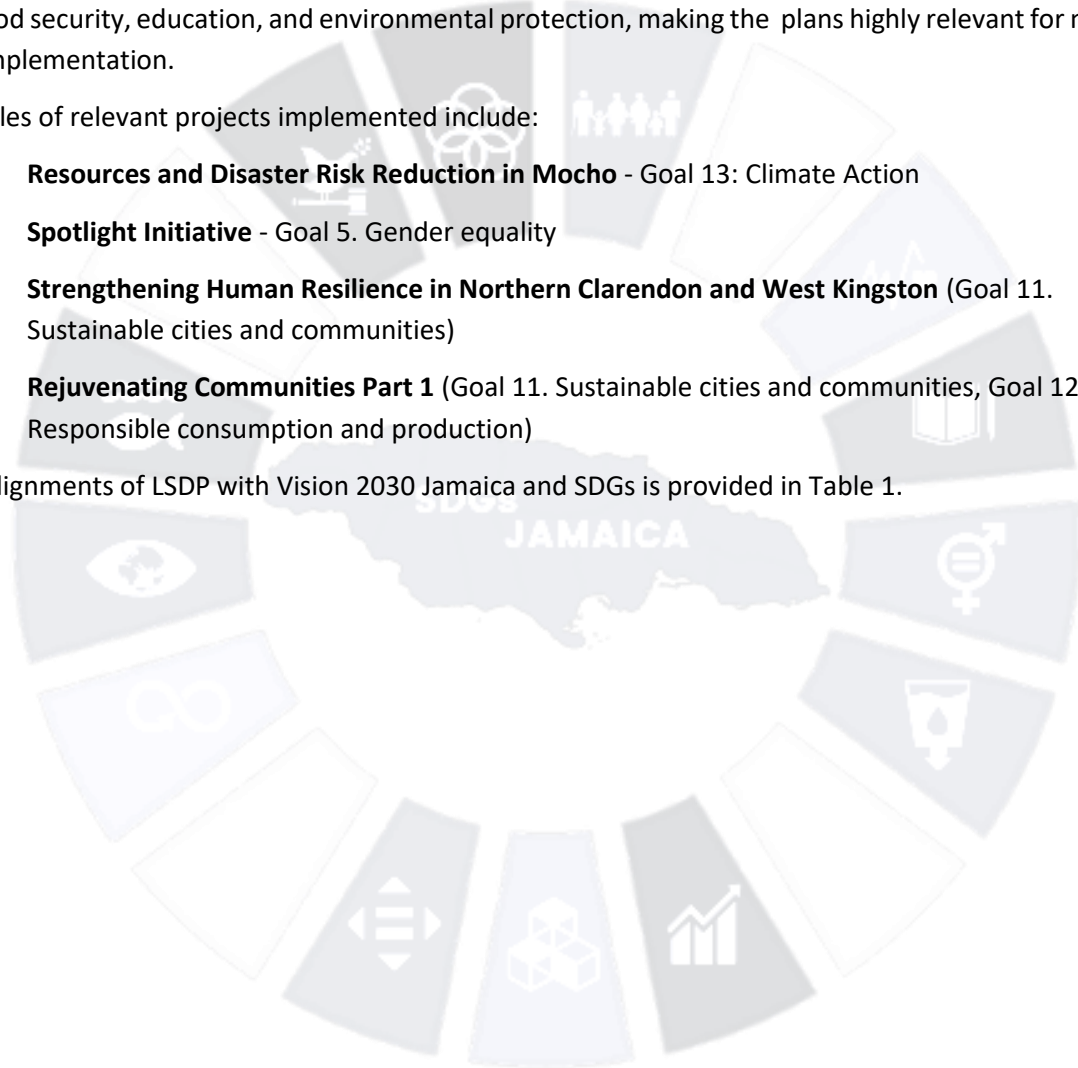 od security, education, and environmental protection, making the plans highly relevant for
plementation.
les of relevant projects implemented include:
Resources and Disaster Risk Reduction in Mocho - Goal 13: Climate Action
Spotlight Initiative - Goal 5. Gender equality
Strengthening Human Resilience in Northern Clarendon and West Kingston (Goal 11.
Sustainable cities and communities)
Rejuvenating Communities Part 1 (Goal 11. Sustainable cities and communities, Goal 12
Responsible consumption and production)
lignments of LSDP with Vision 2030 Jamaica and SDGs is provided in Table 1.
SDGs
JAMAICA